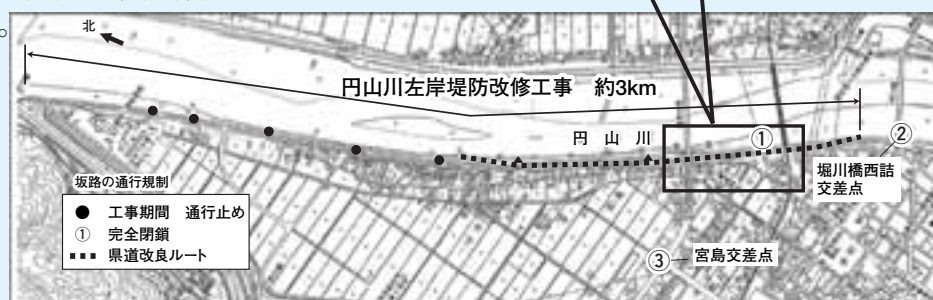 北
円山川左岸堤防改修工事　約3km
円　山　川
①
②
堀川橋西詰
交差点
坂路の通行規制
● 工事期間　通行止め
① 完全閉鎖
県道改良ルート
③ 宮島交差点